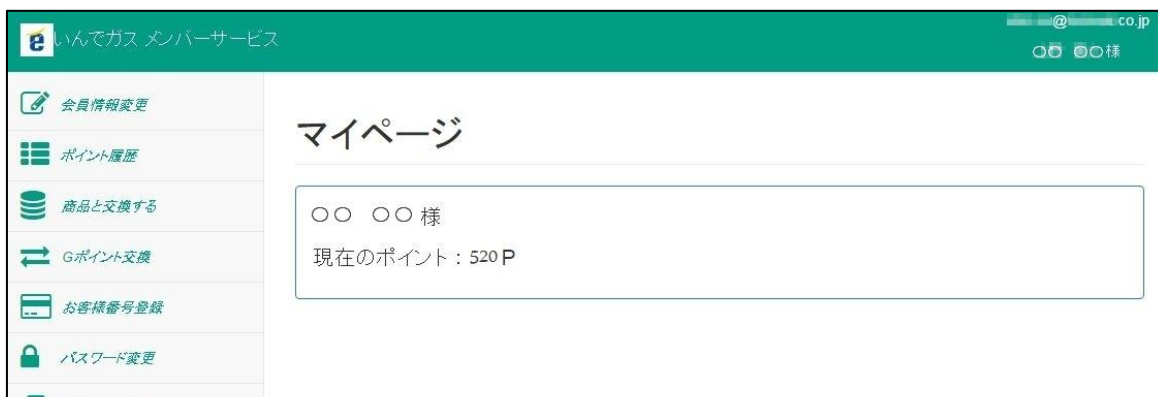 いんでガス メンバーサービス
@ co.jp
様
会員情報変更
ポイント履歴
商品と交換する
Gポイント交換
お客様番号登録
パスワード変更
マイページ
〇〇 〇〇 様
現在のポイント：520 P